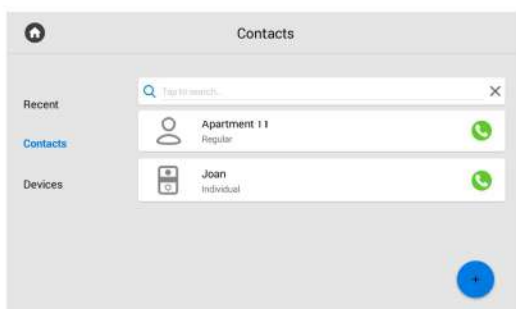 Contacts
Tap to search...
Recent
Contacts
Devices
Apartment 11
Regular
Joan
Individual